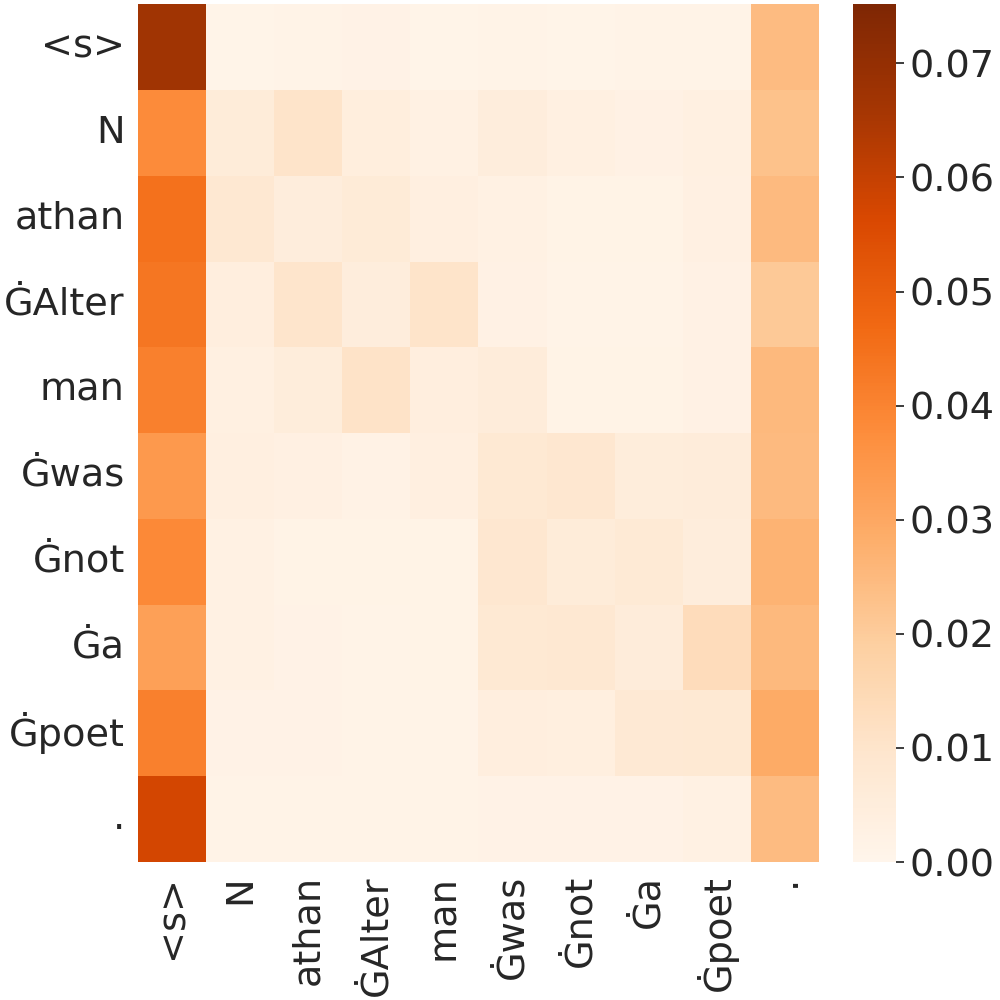 <s>
N
athan
ĠAlter
man
Ġwas
Ġnot
Ġa
Ġpoet
.
<s>
N
athan
ĠAlter
man
Ġwas
Ġnot
Ġa
Ġpoet
.
0.07
0.06
0.05
0.04
0.03
0.02
0.01
0.00